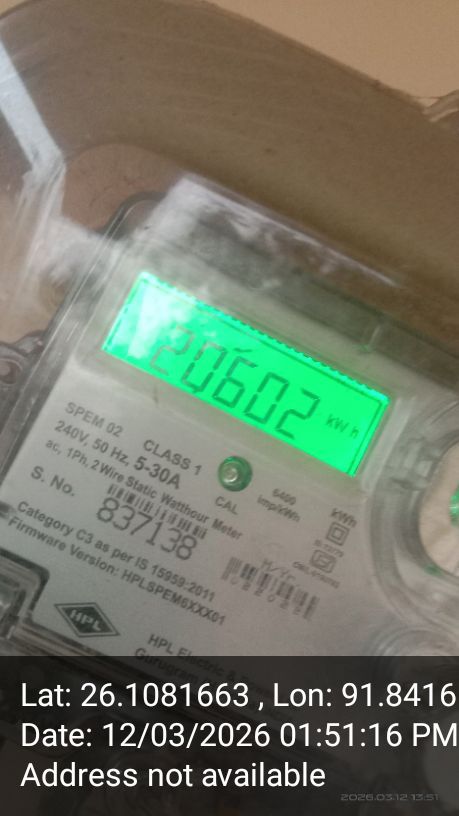 20602 kWh
SPEM 02 CLASS 1
240V, 50 Hz, 5-30A
ac, 1Ph, 2 Wire Static Watthour Meter
CAL
6400
imp/kWh
kWh
S. No.
837138
IS 13779
Category C3 as per IS 15959:2011
Firmware Version: HPLSPEM6XXX01
HPL
HPL Electric &
Lat: 26.1081663 , Lon: 91.8416
Date: 12/03/2026 01:51:16 PM
Address not available
2026.03.12 13:51